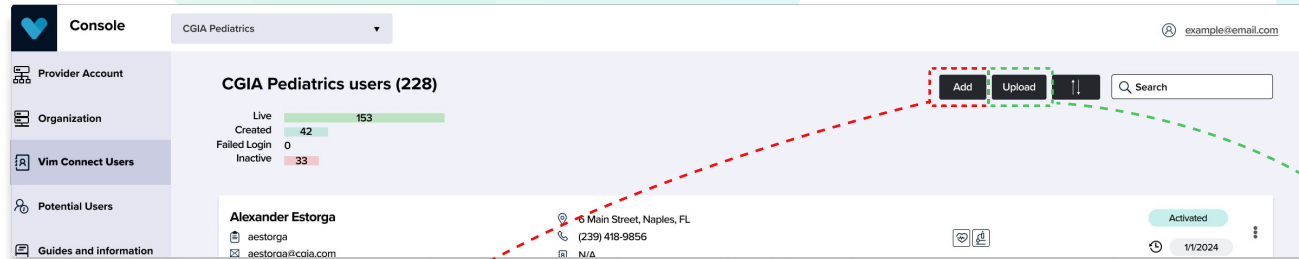 Console
CGIA Pediatrics
example@email.com
Provider Account
Organization
Vim Connect Users
Potential Users
Guides and information
CGIA Pediatrics users (228)
Add
Upload
Search
Live 153
Created 42
Failed Login 0
Inactive 33
Alexander Estorga
aestorga
aestorga@cgia.com
6 Main Street, Naples, FL
(239) 418-9856
N/A
Activated
1/1/2024